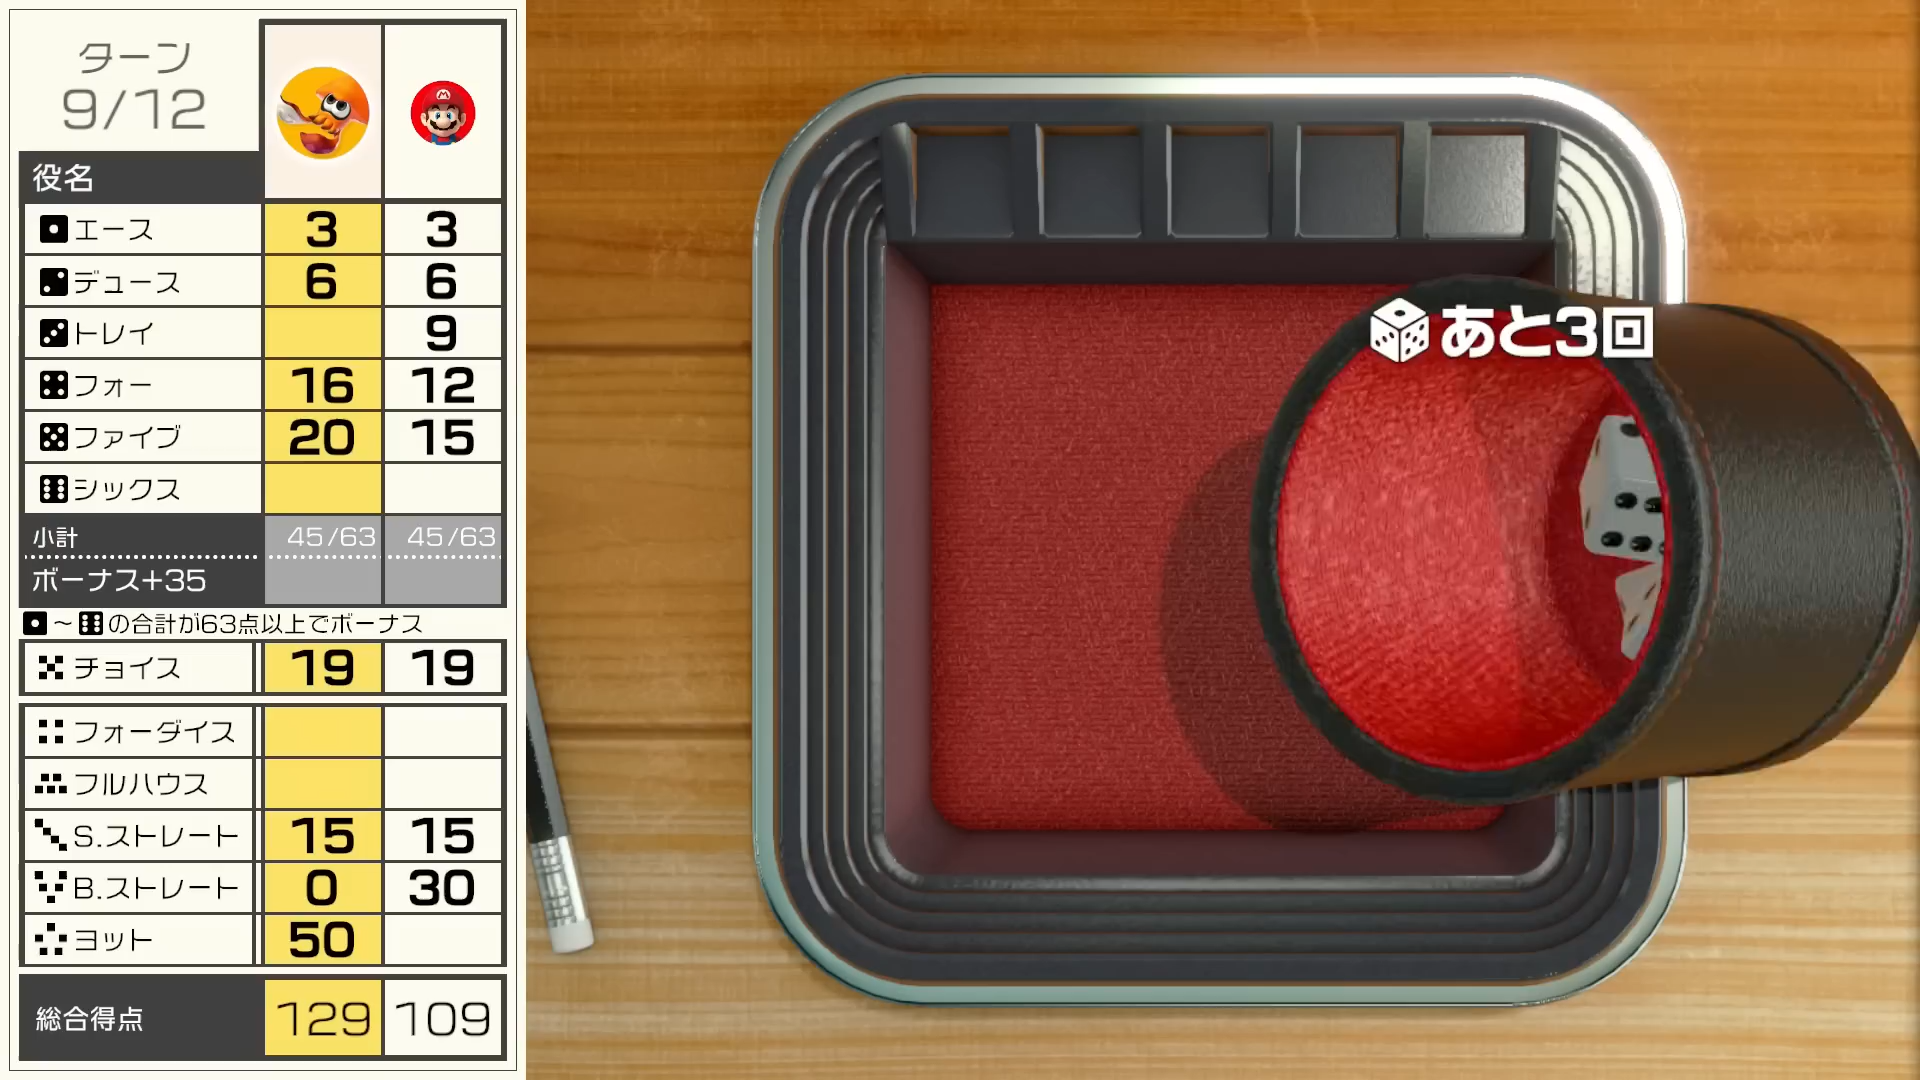 ターン
9/12
役名
エース 3 3
デュース 6 6
トレイ 9
フォー 16 12
ファイブ 20 15
シックス
小計 45/63 45/63
ボーナス+35
~の合計が63点以上でボーナス
チョイス 19 19
フォーダイス
フルハウス
S.ストレート 15 15
B.ストレート 0 30
ヨット 50
総合得点 129 109
あと3回
M